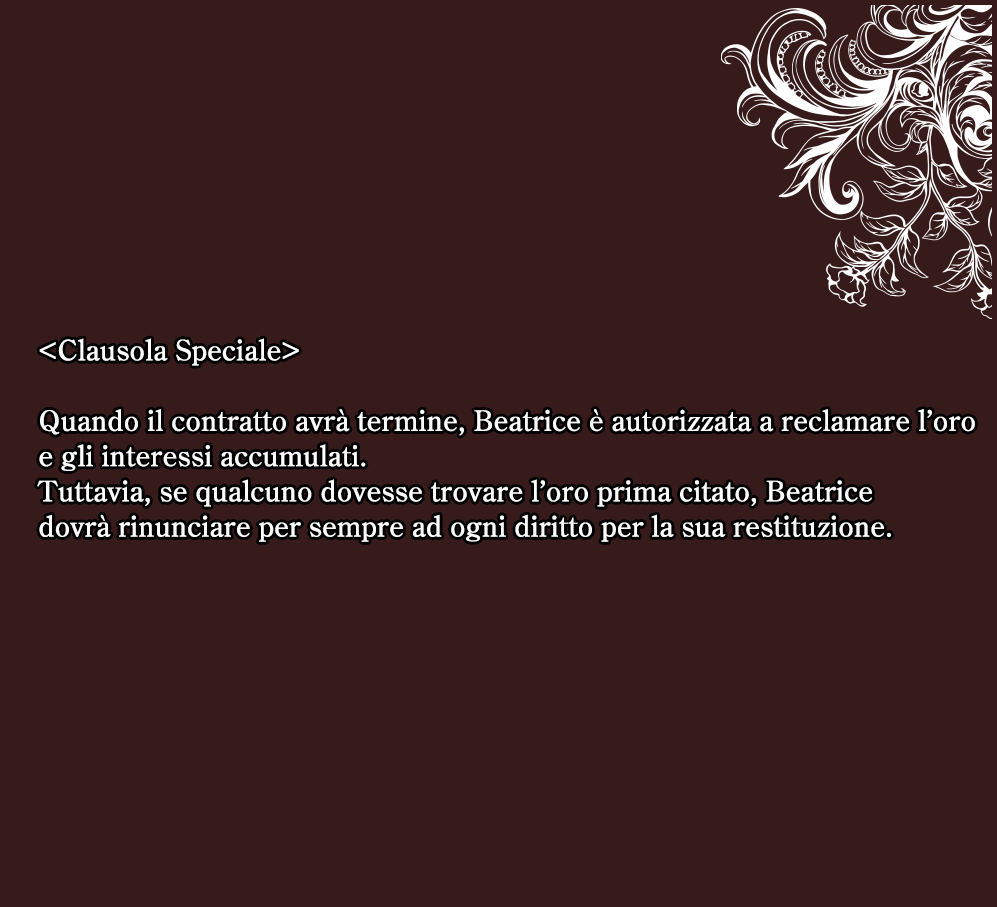 <Clausola Speciale>
Quando il contratto avrà termine, Beatrice è autorizzata a reclamare l’oro
e gli interessi accumulati.
Tuttavia, se qualcuno dovesse trovare l’oro prima citato, Beatrice
dovrà rinunciare per sempre ad ogni diritto per la sua restituzione.